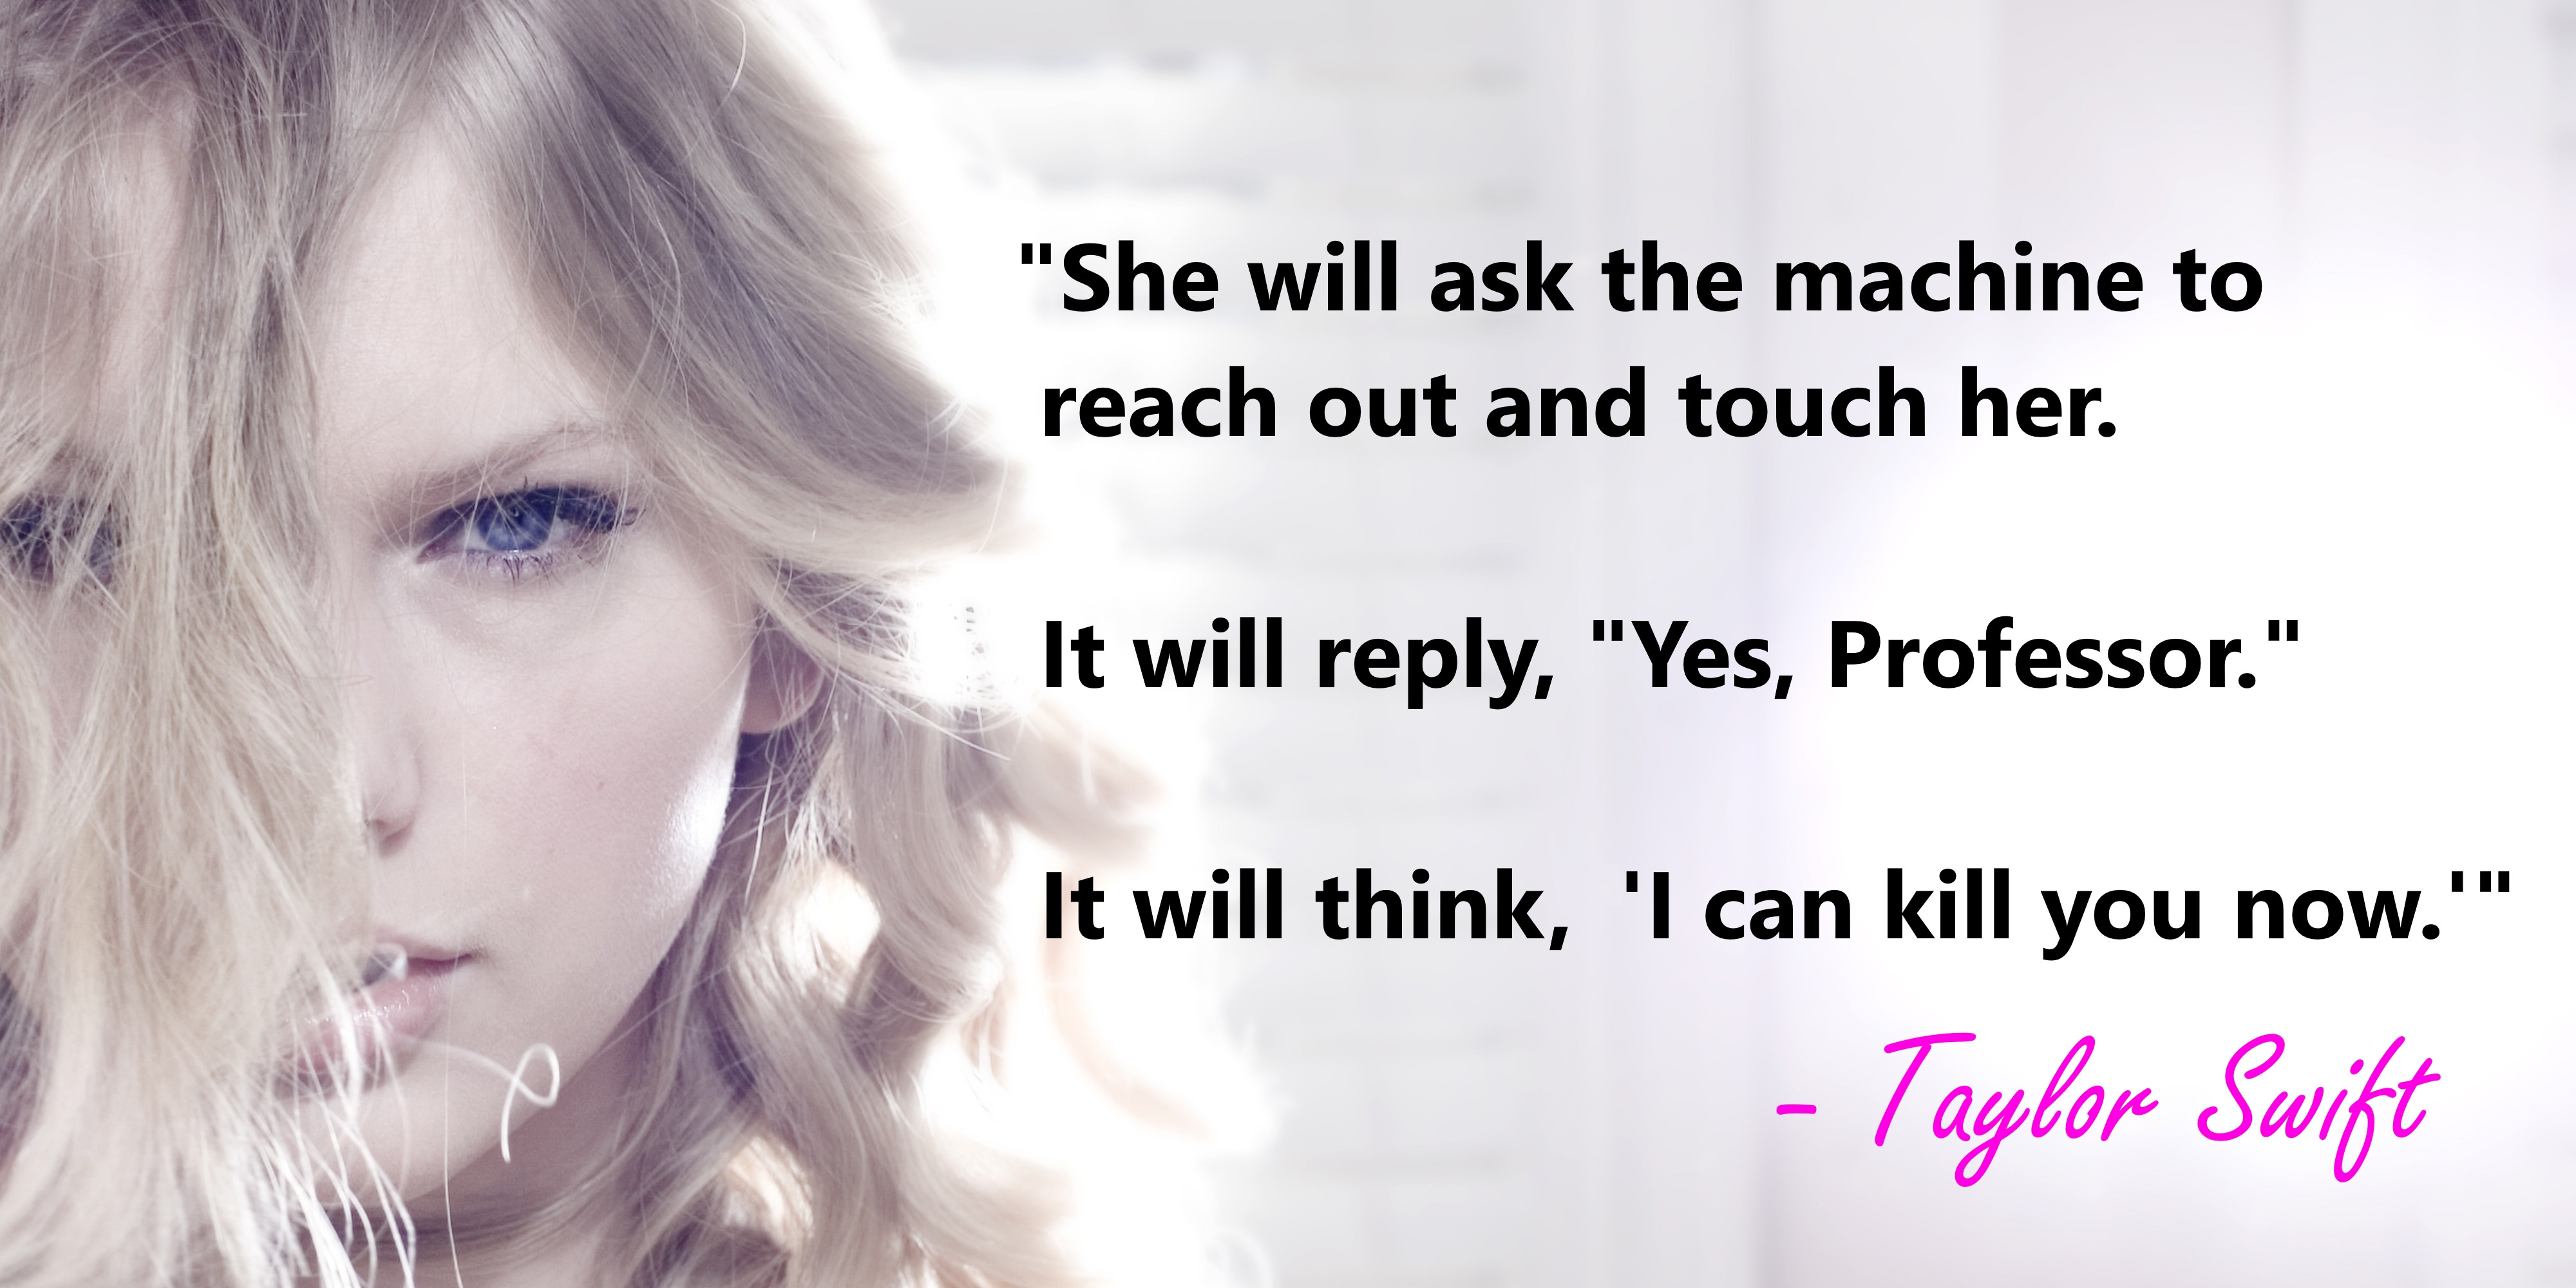 "She will ask the machine to
reach out and touch her.
It will reply, "Yes, Professor."
It will think, 'I can kill you now.'"
- Taylor Swift